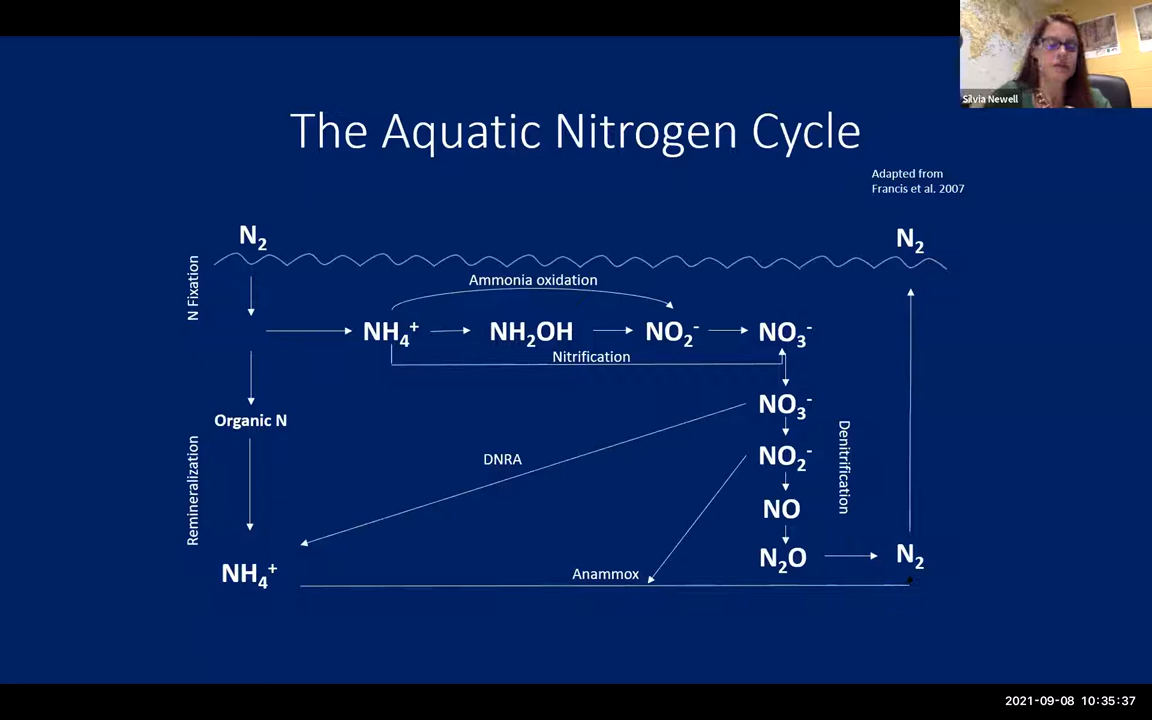 Silvia Newell
The Aquatic Nitrogen Cycle
Adapted from
Francis et al. 2007
N₂
N₂
N Fixation
Ammonia oxidation
NH₄⁺
NH₂OH
NO₂⁻
NO₃⁻
Nitrification
NO₃⁻
Organic N
Denitrification
DNRA
NO₂⁻
Remineralization
NO
N₂O
N₂
NH₄⁺
Anammox
2021-09-08 10:35:37